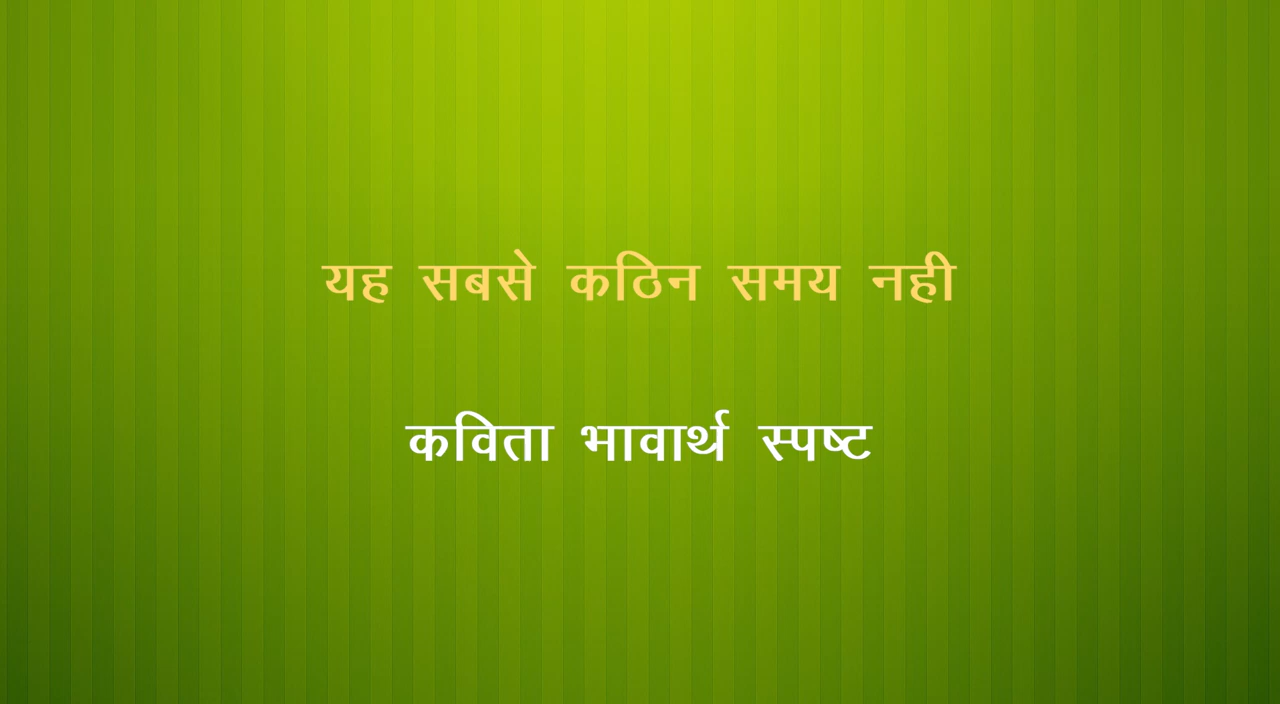 यह सबसे कठिन समय नही
कविता भावार्थ स्पष्ट